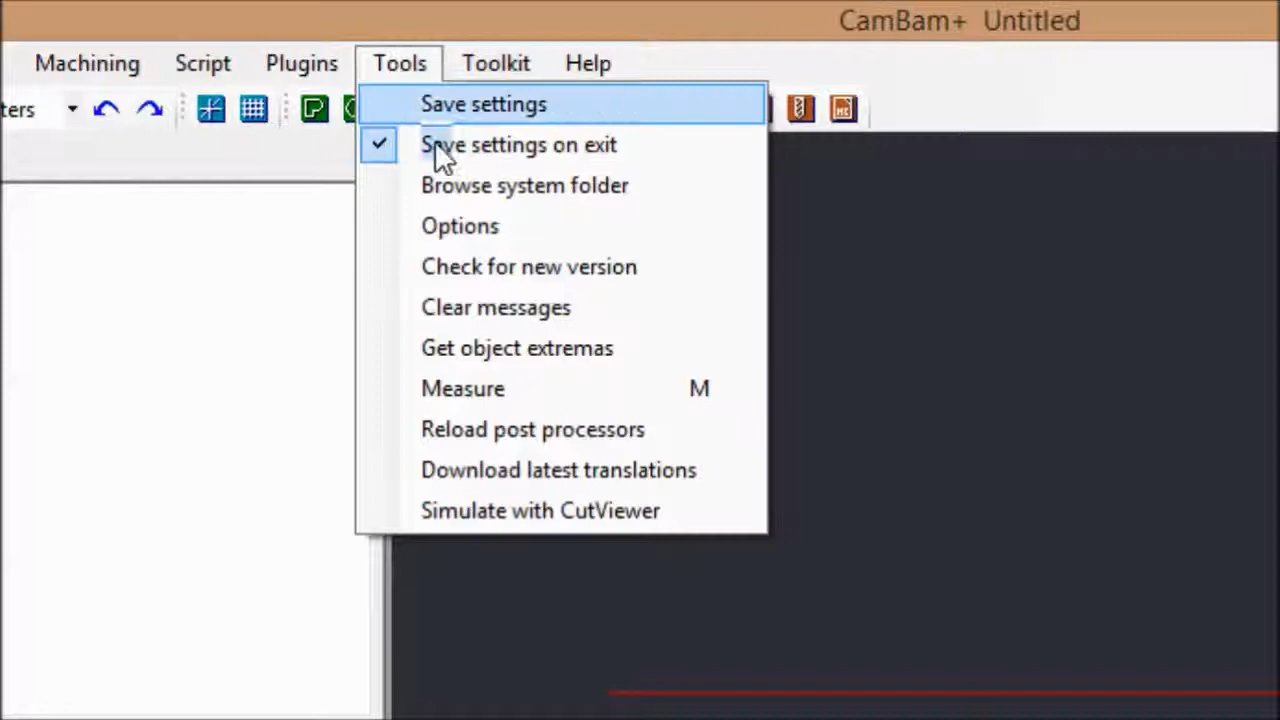 CamBam+ Untitled
Machining Script Plugins Tools Toolkit Help
ters
Save settings
Save settings on exit
Browse system folder
Options
Check for new version
Clear messages
Get object extremas
Measure M
Reload post processors
Download latest translations
Simulate with CutViewer